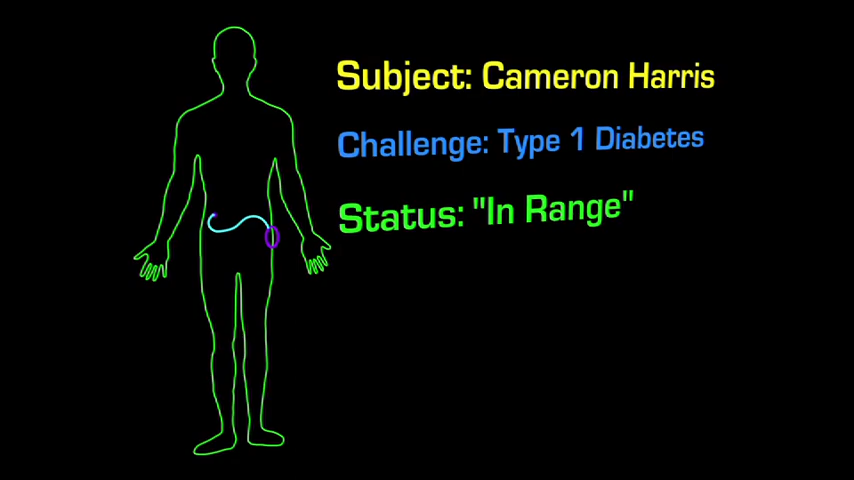 Subject: Cameron Harris
Challenge: Type 1 Diabetes
Status: "In Range"